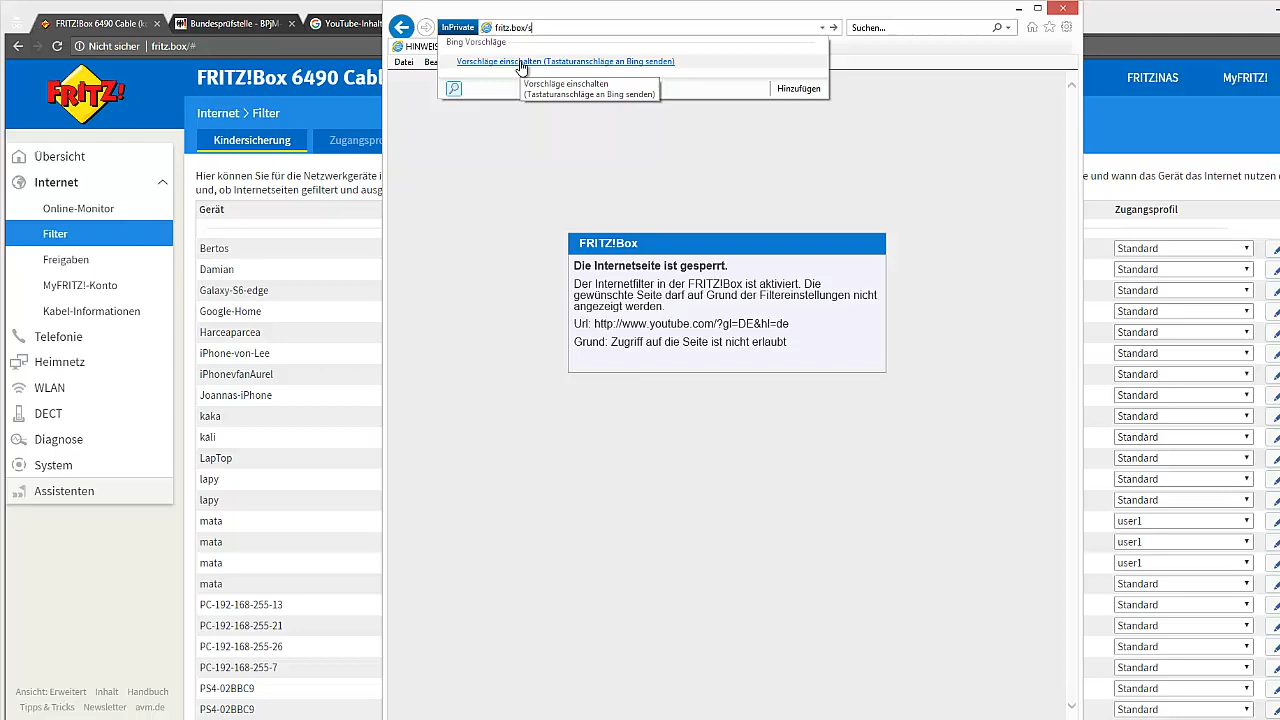 FRITZ!Box 6490 Cable (k
Bundesprüfstelle - BPjM
YouTube-Inhalt
Nicht sicher
fritz.box/#
InPrivate
fritz.box/s
Suchen...
HINWEIS
Datei
Bea
Bing Vorschläge
Vorschläge einschalten (Tastaturanschläge an Bing senden)
Vorschläge einschalten
(Tastaturanschläge an Bing senden)
Hinzufügen
FRITZ!
FRITZ!Box 6490 Cab
FRITZ!NAS
MyFRITZ!
Internet > Filter
Kindersicherung
Zugangspro
Übersicht
Internet
Online-Monitor
Filter
Freigaben
MyFRITZ!-Konto
Kabel-Informationen
Telefonie
Heimnetz
WLAN
DECT
Diagnose
System
Assistenten
Ansicht: Erweitert Inhalt Handbuch
Tipps & Tricks Newsletter avm.de
Hier können Sie für die Netzwerkgeräte i
und, ob Internetseiten gefiltert und ausg
e und wann das Gerät das Internet nutzen
Gerät
Zugangsprofil
Bertos
Standard
Damian
Standard
Galaxy-S6-edge
Standard
Google-Home
Standard
Harceaparcea
Standard
iPhone-von-Lee
Standard
iPhonevfanAurel
Standard
Joannas-iPhone
Standard
kaka
Standard
kali
Standard
LapTop
Standard
lapy
Standard
lapy
Standard
mata
user1
mata
user1
mata
user1
mata
Standard
PC-192-168-255-13
Standard
PC-192-168-255-21
Standard
PC-192-168-255-26
Standard
PC-192-168-255-7
Standard
PS4-02BBC9
Standard
PS4-02BBC9
Standard
FRITZ!Box
Die Internetseite ist gesperrt.
Der Internetfilter in der FRITZ!Box ist aktiviert. Die
gewünschte Seite darf auf Grund der Filtereinstellungen nicht
angezeigt werden.
Url: http://www.youtube.com/?gl=DE&hl=de
Grund: Zugriff auf die Seite ist nicht erlaubt